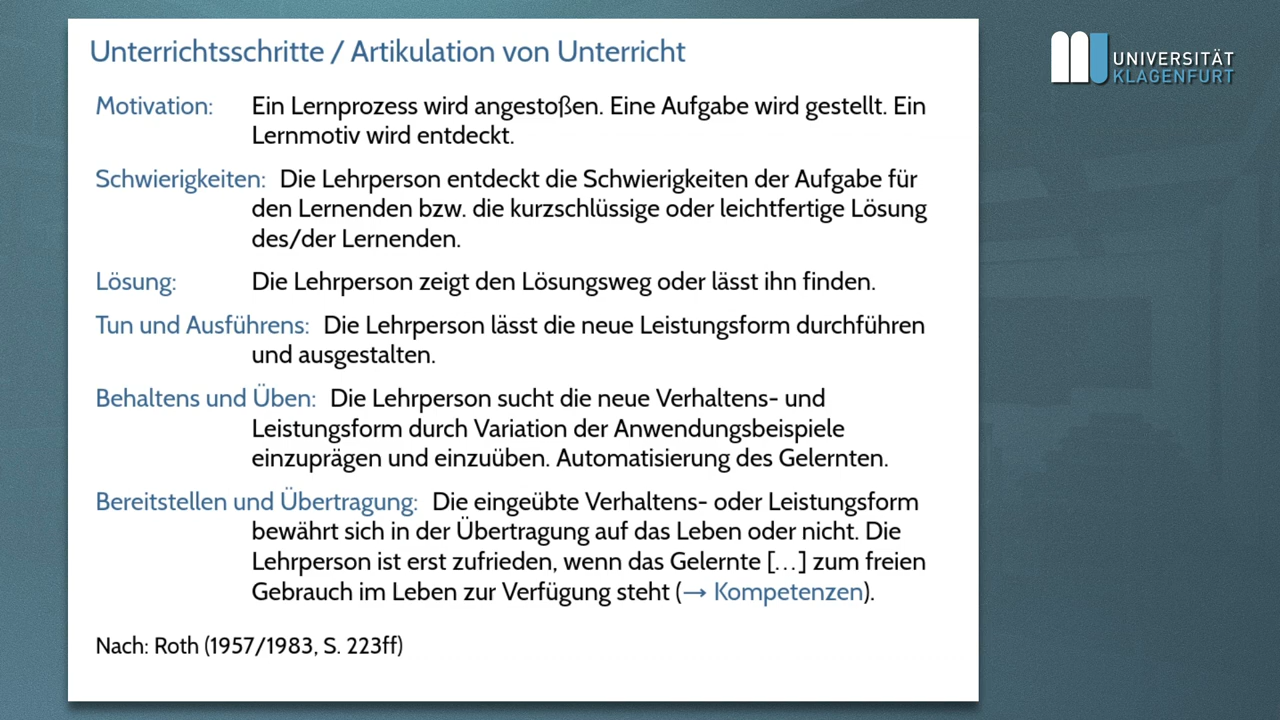 Unterrichtsschritte / Artikulation von Unterricht
UNIVERSITÄT
KLAGENFURT
Motivation: Ein Lernprozess wird angestoßen. Eine Aufgabe wird gestellt. Ein
Lernmotiv wird entdeckt.
Schwierigkeiten: Die Lehrperson entdeckt die Schwierigkeiten der Aufgabe für
den Lernenden bzw. die kurzschlüssige oder leichtfertige Lösung
des/der Lernenden.
Lösung: Die Lehrperson zeigt den Lösungsweg oder lässt ihn finden.
Tun und Ausführens: Die Lehrperson lässt die neue Leistungsform durchführen
und ausgestalten.
Behaltens und Üben: Die Lehrperson sucht die neue Verhaltens- und
Leistungsform durch Variation der Anwendungsbeispiele
einzuprägen und einzuüben. Automatisierung des Gelernten.
Bereitstellen und Übertragung: Die eingeübte Verhaltens- oder Leistungsform
bewährt sich in der Übertragung auf das Leben oder nicht. Die
Lehrperson ist erst zufrieden, wenn das Gelernte […] zum freien
Gebrauch im Leben zur Verfügung steht (→ Kompetenzen).
Nach: Roth (1957/1983, S. 223ff)